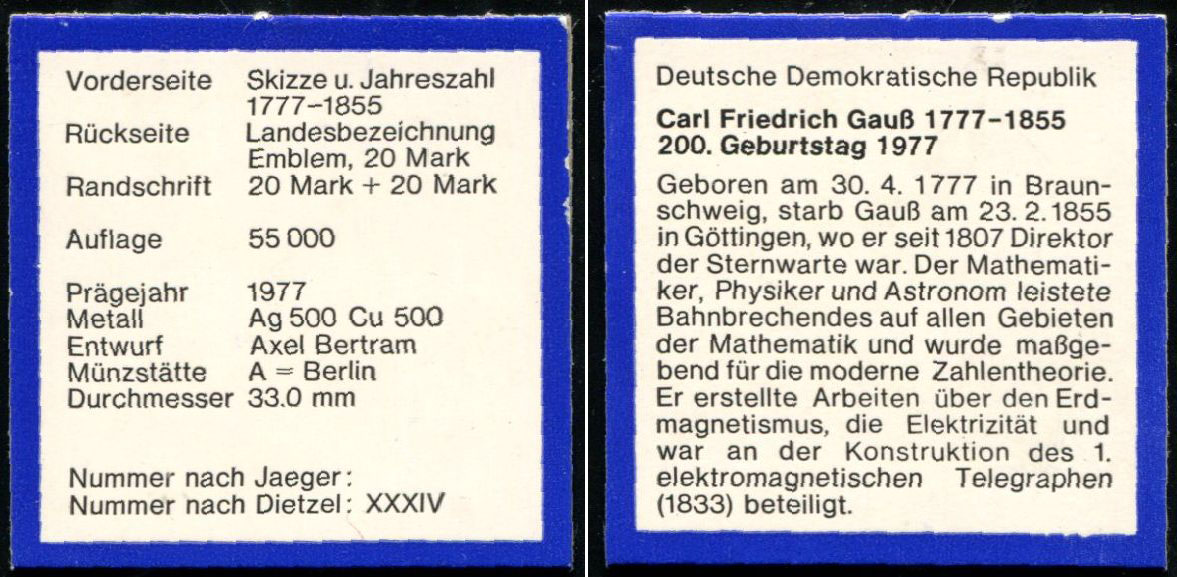 Vorderseite Skizze u. Jahreszahl
1777–1855
Rückseite Landesbezeichnung
Emblem, 20 Mark
Randschrift 20 Mark + 20 Mark
Auflage 55 000
Prägejahr 1977
Metall Ag 500 Cu 500
Entwurf Axel Bertram
Münzstätte A = Berlin
Durchmesser 33.0 mm
Nummer nach Jaeger:
Nummer nach Dietzel: XXXIV
Deutsche Demokratische Republik
Carl Friedrich Gauß 1777–1855
200. Geburtstag 1977
Geboren am 30. 4. 1777 in Braun-
schweig, starb Gauß am 23. 2. 1855
in Göttingen, wo er seit 1807 Direktor
der Sternwarte war. Der Mathemati-
ker, Physiker und Astronom leistete
Bahnbrechendes auf allen Gebieten
der Mathematik und wurde maßge-
bend für die moderne Zahlentheorie.
Er erstellte Arbeiten über den Erd-
magnetismus, die Elektrizität und
war an der Konstruktion des 1.
elektromagnetischen Telegraphen
(1833) beteiligt.